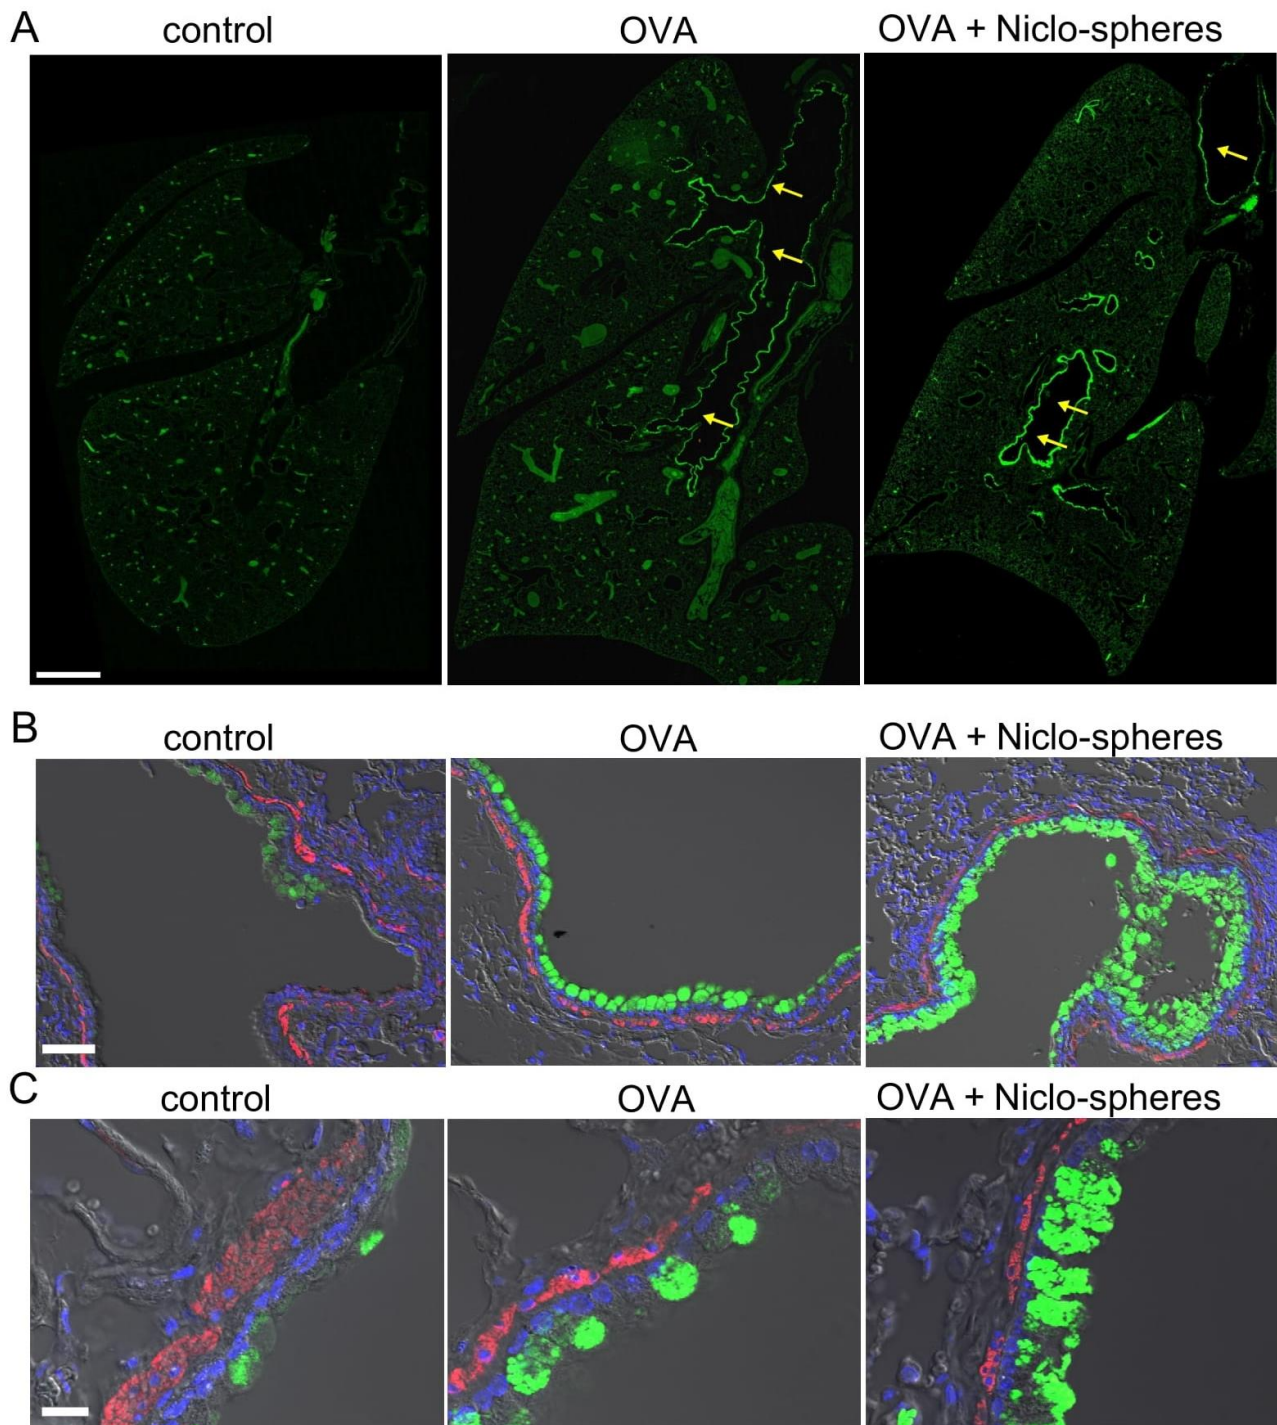 A
control OVA OVA + Niclo-spheres
B
control OVA OVA + Niclo-spheres
C
control OVA OVA + Niclo-spheres